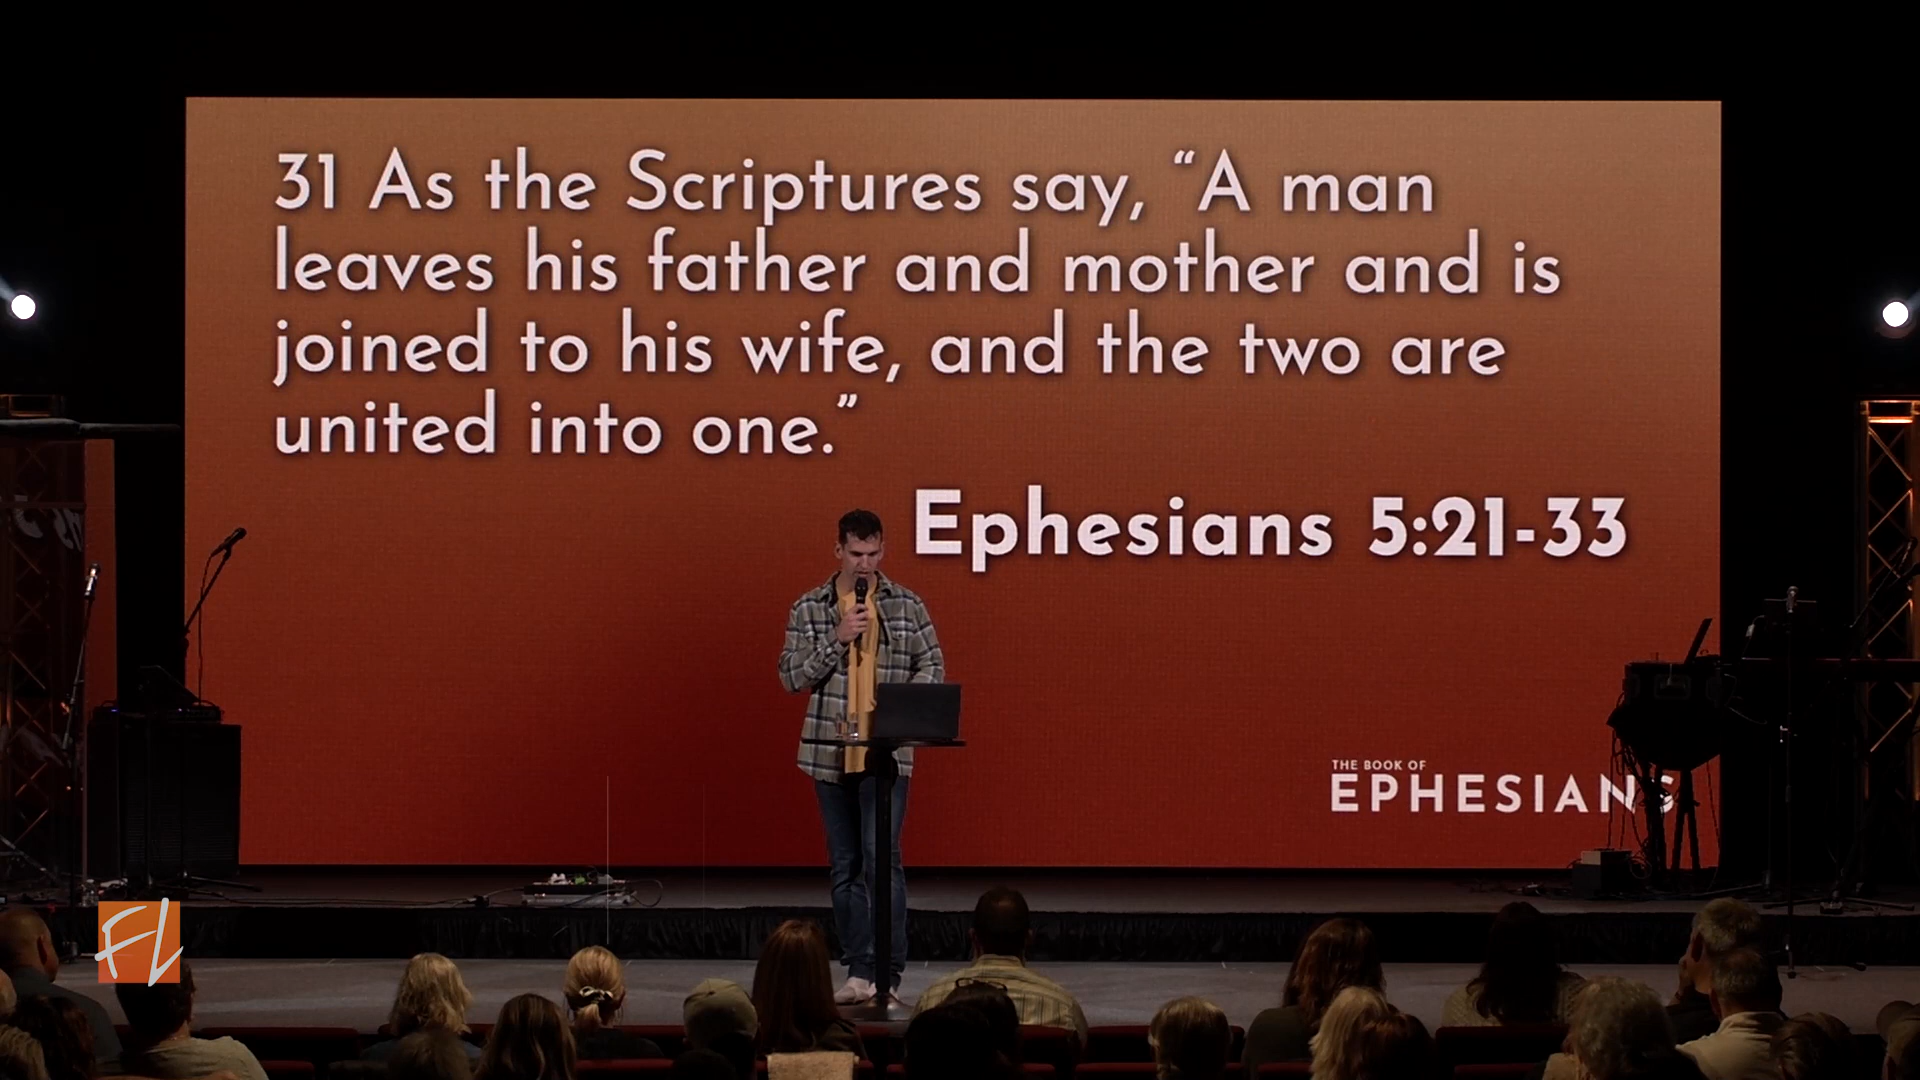 31 As the Scriptures say, “A man
leaves his father and mother and is
joined to his wife, and the two are
united into one.”
Ephesians 5:21-33
THE BOOK OF
EPHESIANS
FL